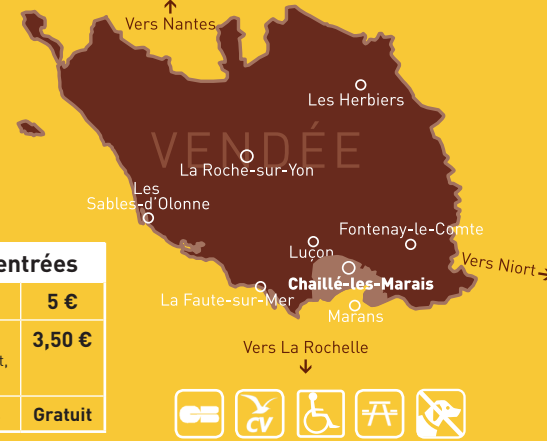 Vers Nantes
Les Herbiers
VENDÉE
La Roche-sur-Yon
Les
Sables-d'Olonne
Fontenay-le-Comte
Luçon
Vers Niort
Chaillé-les-Marais
La Faute-sur-Mer
Marans
Vers La Rochelle
entrées
5 €
3,50 €
t,
Gratuit
CB
CV